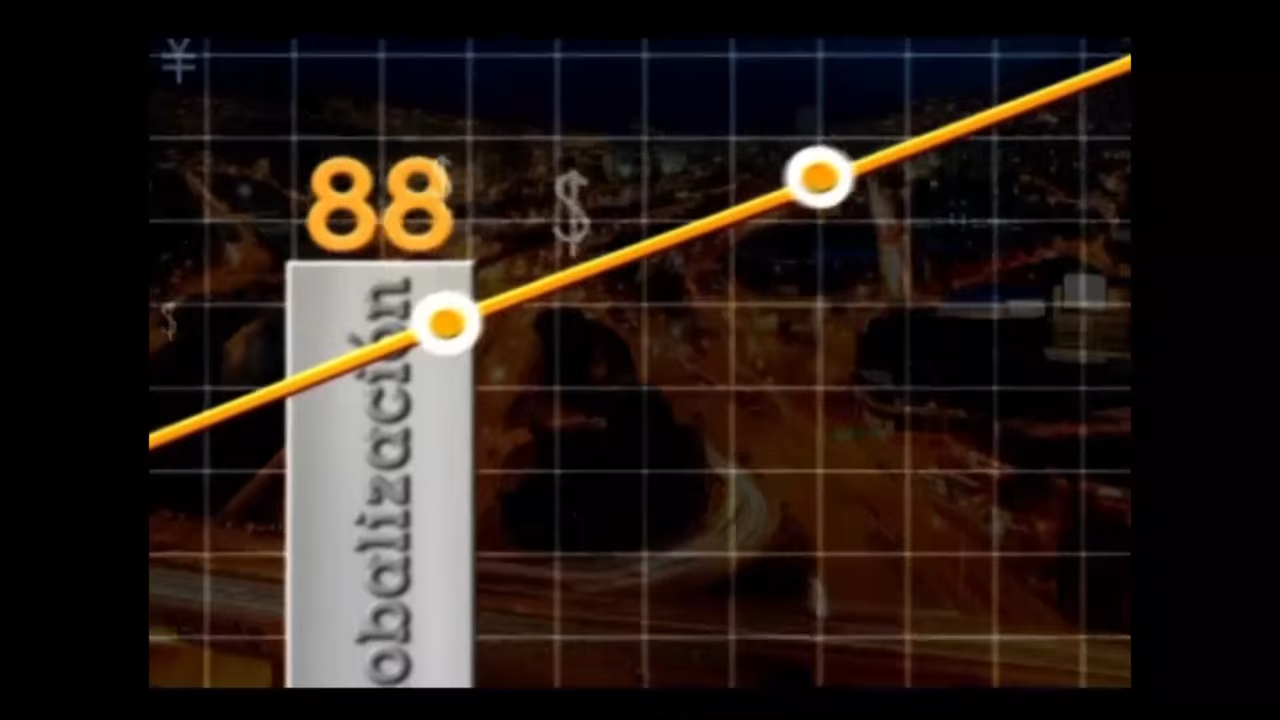 ¥
88
$
$
obalización